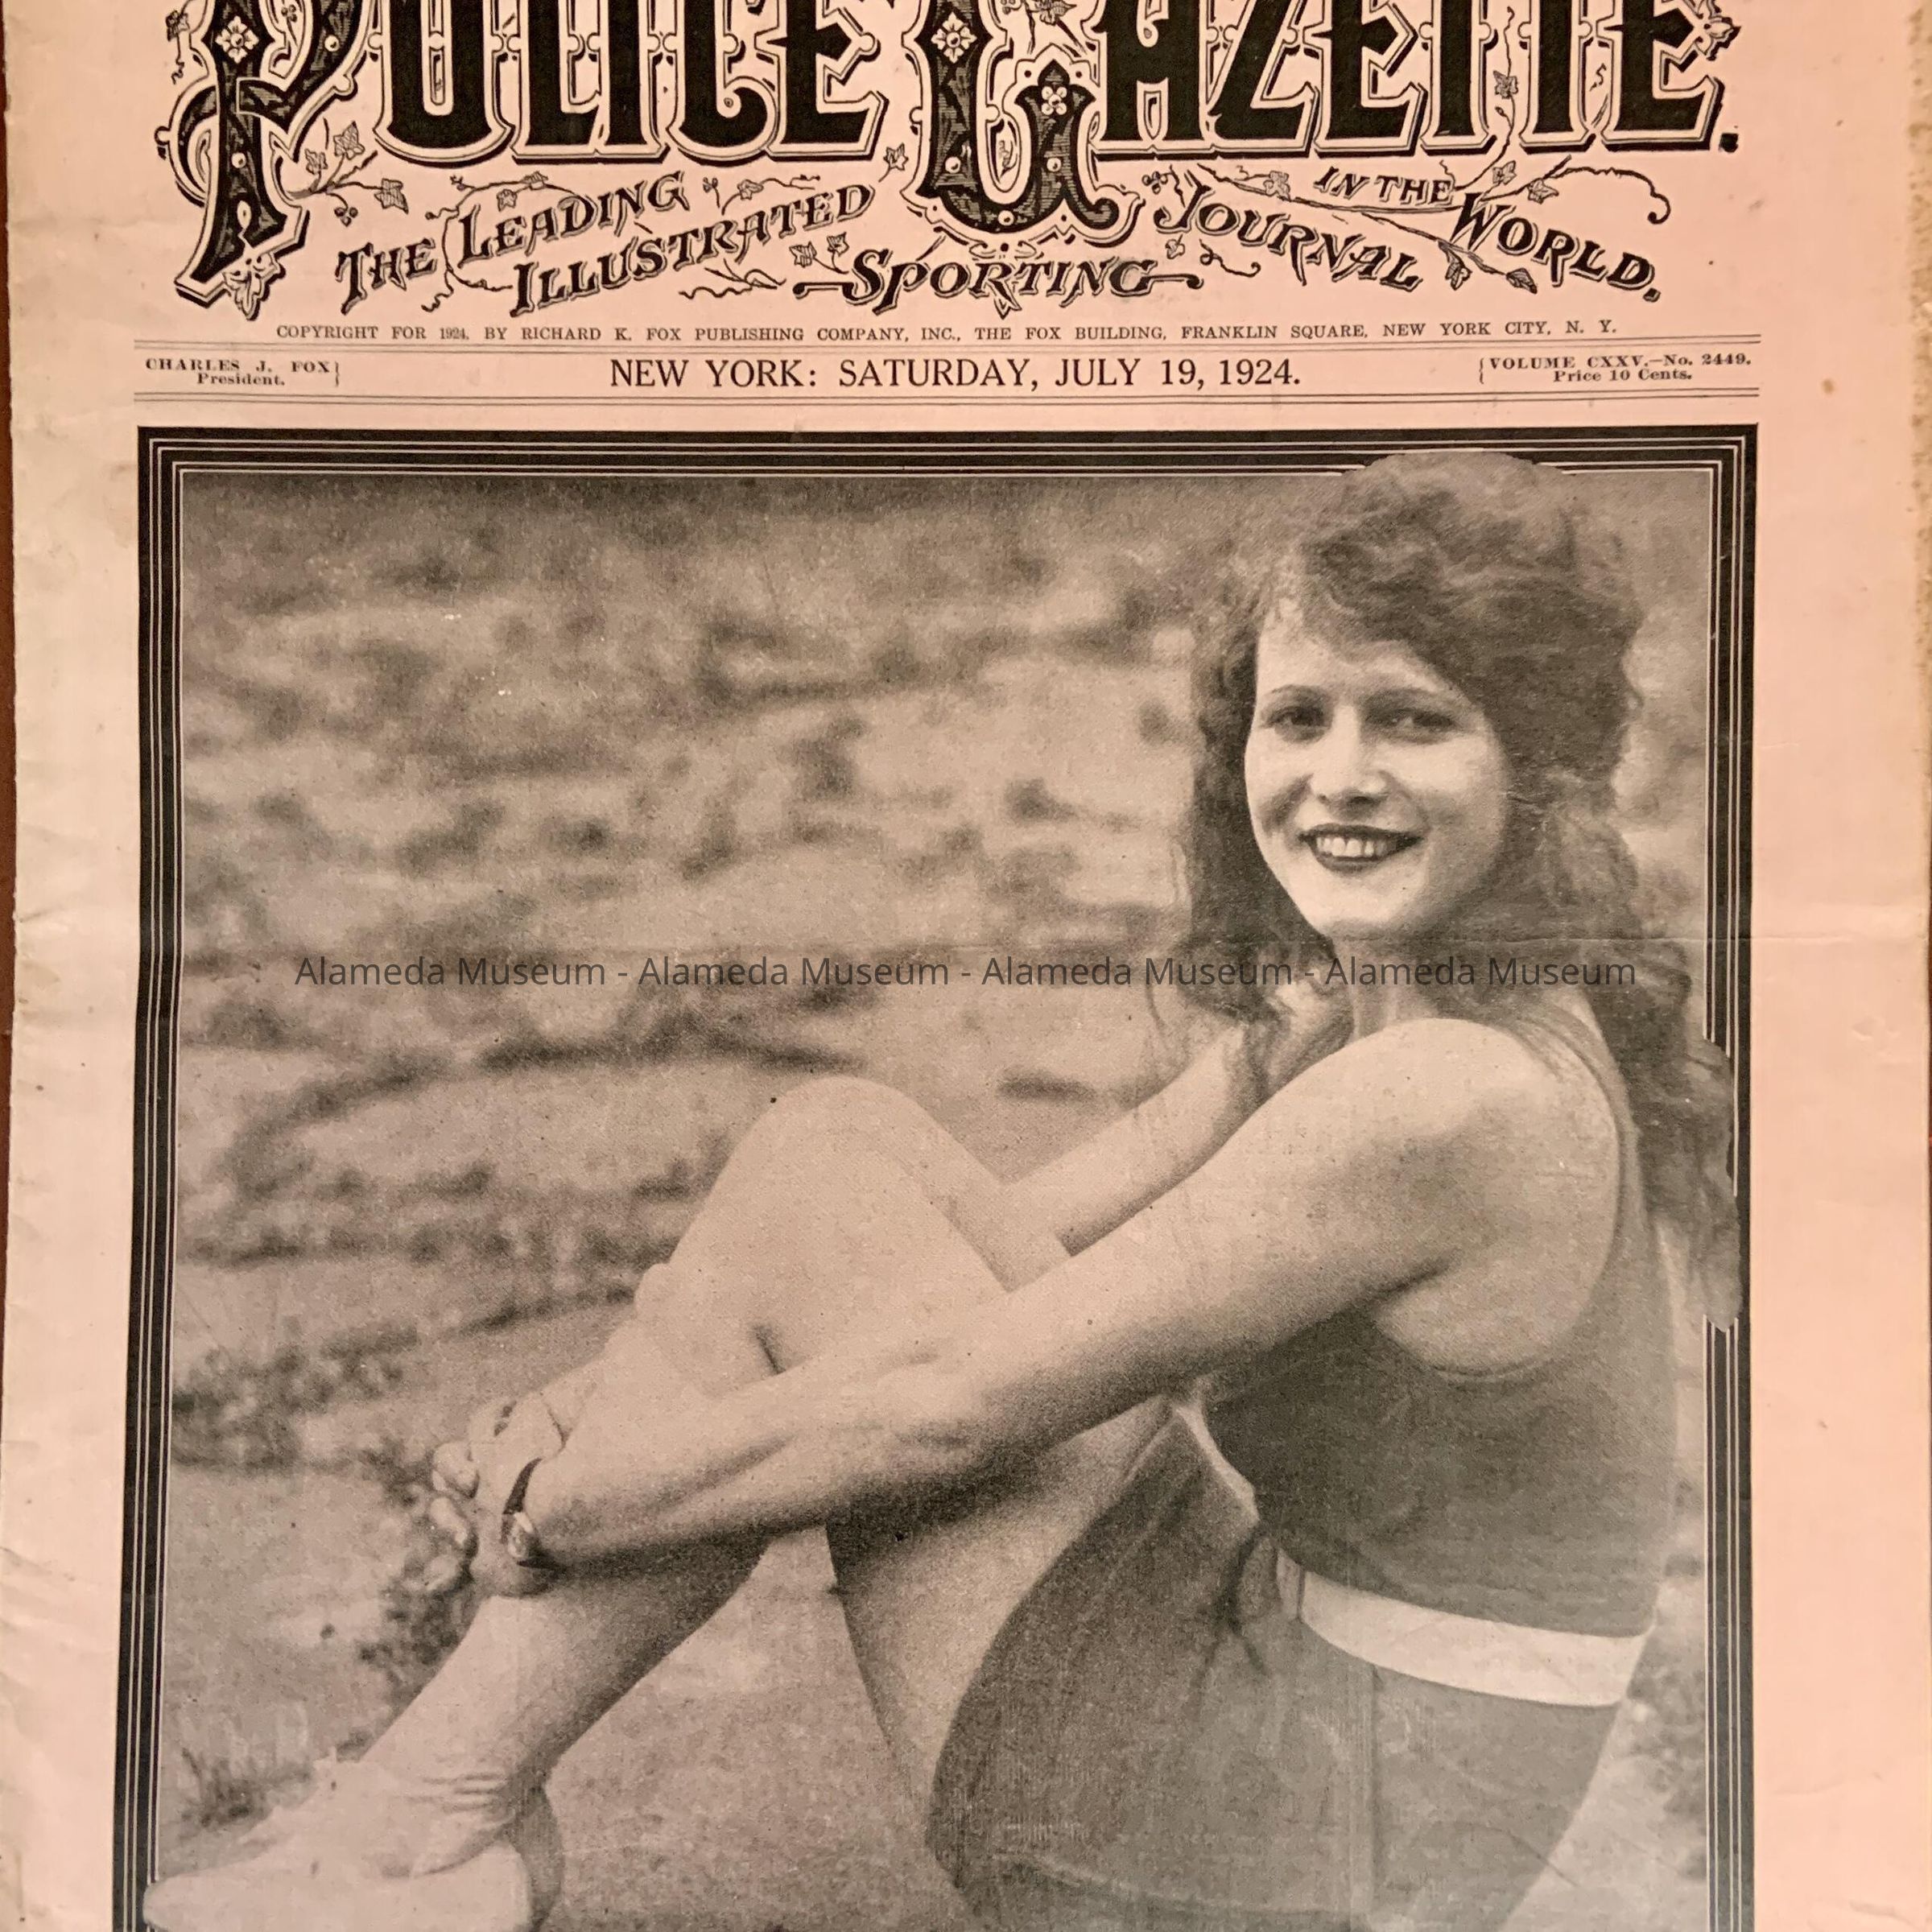 POLICE GAZETTE.
THE LEADING ILLUSTRATED SPORTING JOURNAL IN THE WORLD.
COPYRIGHT FOR 1924, BY RICHARD K. FOX PUBLISHING COMPANY, INC., THE FOX BUILDING, FRANKLIN SQUARE, NEW YORK CITY, N. Y.
CHARLES J. FOX
President.
NEW YORK: SATURDAY, JULY 19, 1924.
VOLUME CXXV.—No. 2449.
Price 10 Cents.
Alameda Museum - Alameda Museum - Alameda Museum - Alameda Museum